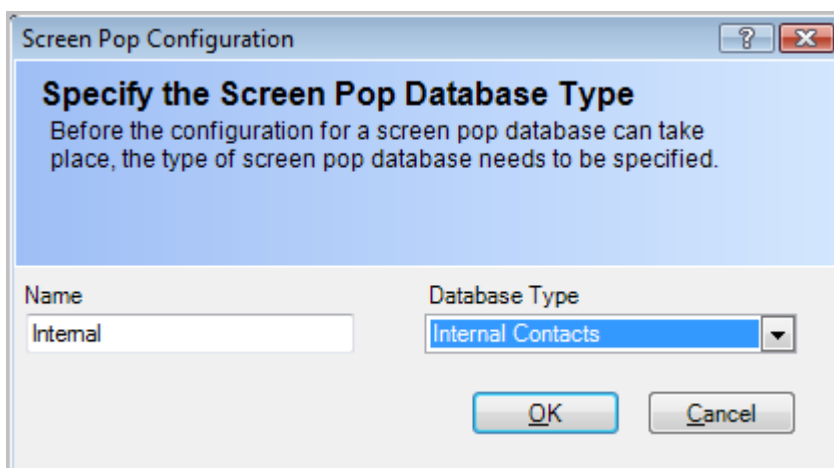 Screen Pop Configuration
?
Specify the Screen Pop Database Type
Before the configuration for a screen pop database can take
place, the type of screen pop database needs to be specified.
Name Database Type
Internal Internal Contacts
OK Cancel